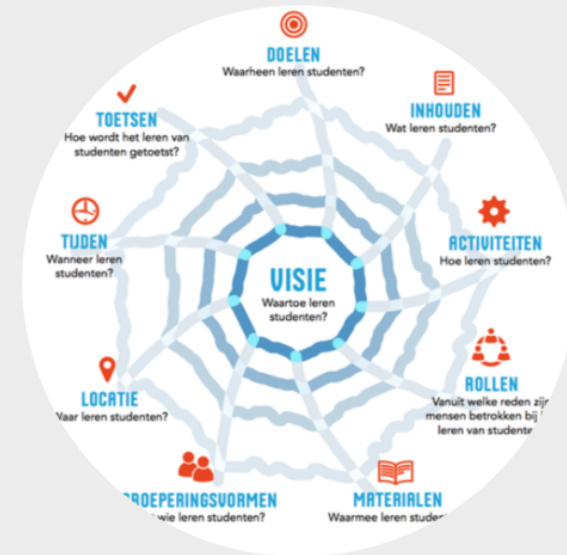 DOELEN
Waarheen leren studenten?
INHOUDEN
Wat leren studenten?
TOETSEN
Hoe wordt het leren van
studenten getoetst?
ACTIVITEITEN
Hoe leren studenten?
TIJDEN
Wanneer leren
studenten?
VISIE
Waartoe leren
studenten?
ROLLEN
Vanuit welke reden zijn
mensen betrokken bij
leren van
LOCATIE
leren studenten?
MATERIALEN
Waarmee leren
wie leren studenten?